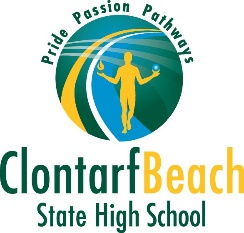 Pride Passion Pathways
ClontarfBeach
State High School